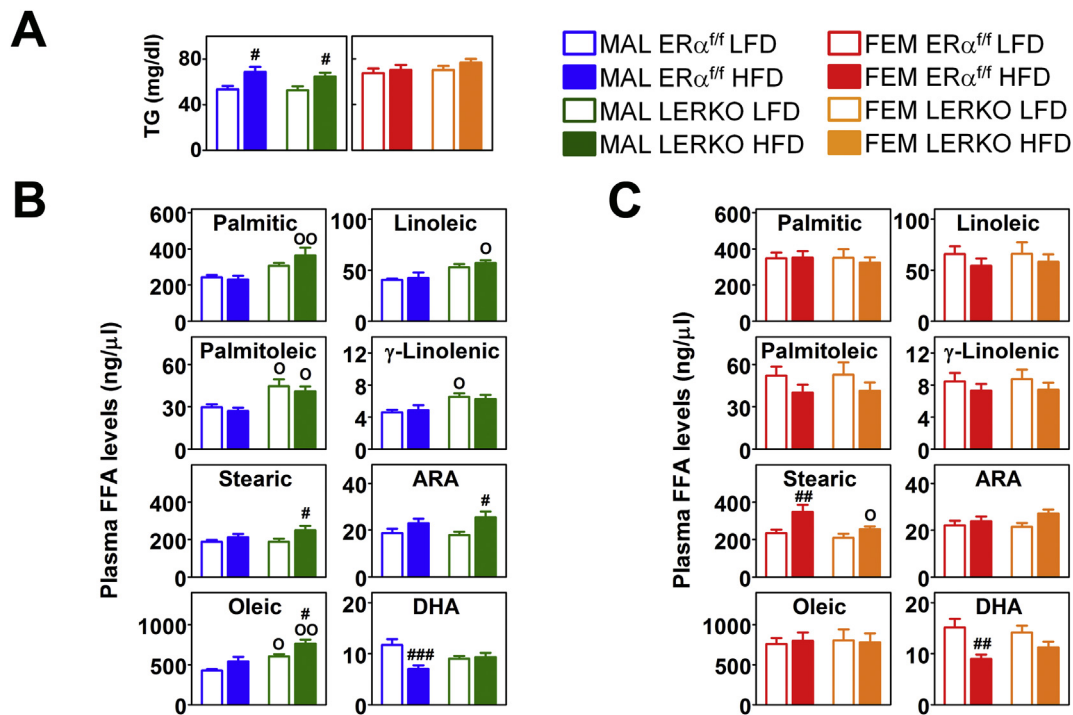 A
TG (mg/dl)
80
40
0
#
#
MAL ERα^f/f LFD
MAL ERα^f/f HFD
MAL LERKO LFD
MAL LERKO HFD
FEM ERα^f/f LFD
FEM ERα^f/f HFD
FEM LERKO LFD
FEM LERKO HFD
B
Plasma FFA levels (ng/μl)
Palmitic
600
400
200
0
OO
Linoleic
100
50
0
O
Palmitoleic
60
30
0
O
O
γ-Linolenic
12
8
4
0
O
Stearic
400
200
0
#
ARA
40
20
0
#
Oleic
1000
500
0
O
#
OO
DHA
20
10
0
###
C
Plasma FFA levels (ng/μl)
Palmitic
600
400
200
0
Linoleic
100
50
0
Palmitoleic
60
30
0
γ-Linolenic
12
8
4
0
Stearic
400
200
0
##
O
ARA
40
20
0
Oleic
1000
500
0
DHA
20
10
0
##